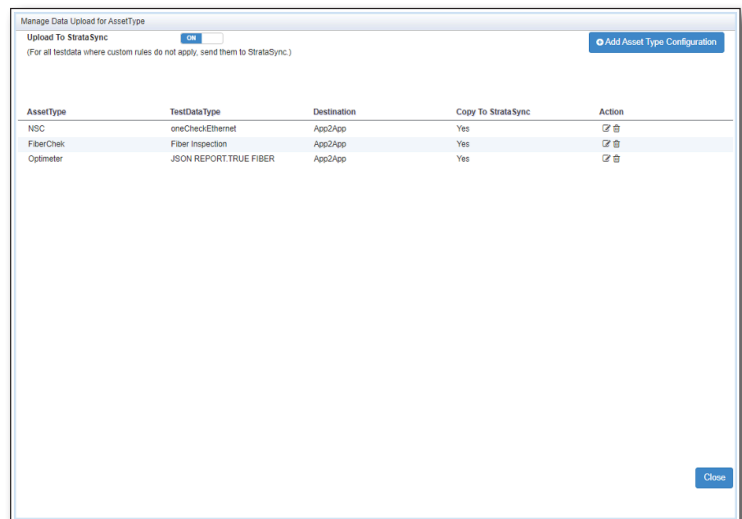 Manage Data Upload for AssetType
Upload To StrataSync ON
Add Asset Type Configuration
(For all testdata where custom rules do not apply, send them to StrataSync.)
AssetType TestDataType Destination Copy To StrataSync Action
NSC oneCheckEthernet App2App Yes
FiberChek Fiber Inspection App2App Yes
Optimeter JSON REPORT.TRUE FIBER App2App Yes
Close